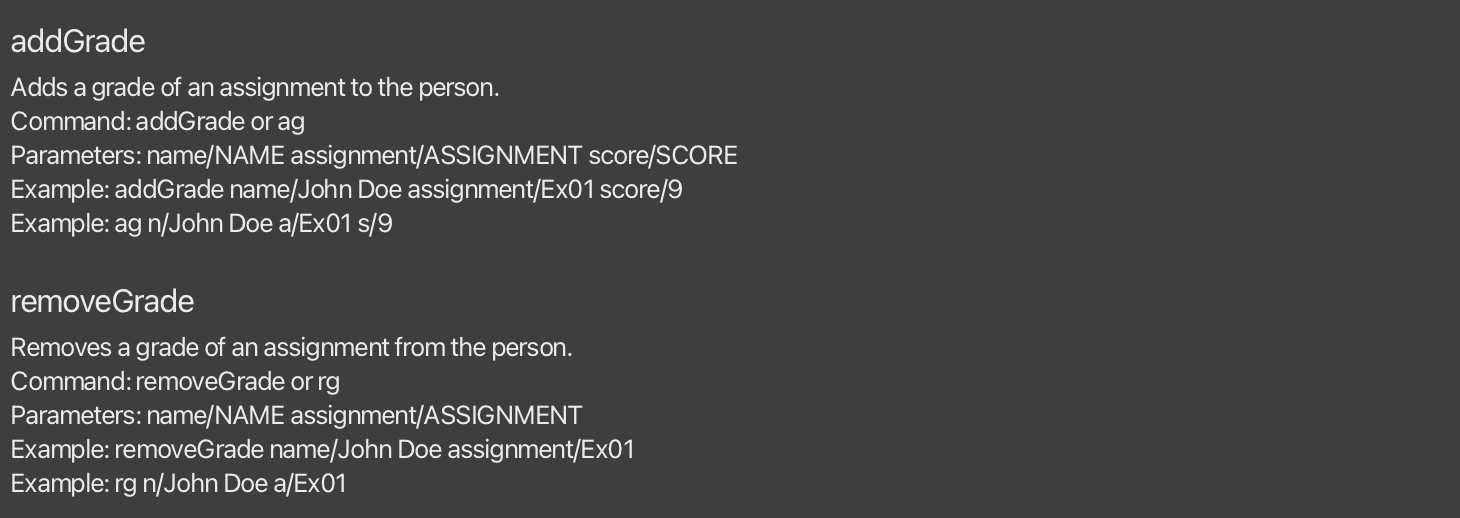 addGrade
Adds a grade of an assignment to the person.
Command: addGrade or ag
Parameters: name/NAME assignment/ASSIGNMENT score/SCORE
Example: addGrade name/John Doe assignment/Ex01 score/9
Example: ag n/John Doe a/Ex01 s/9
removeGrade
Removes a grade of an assignment from the person.
Command: removeGrade or rg
Parameters: name/NAME assignment/ASSIGNMENT
Example: removeGrade name/John Doe assignment/Ex01
Example: rg n/John Doe a/Ex01